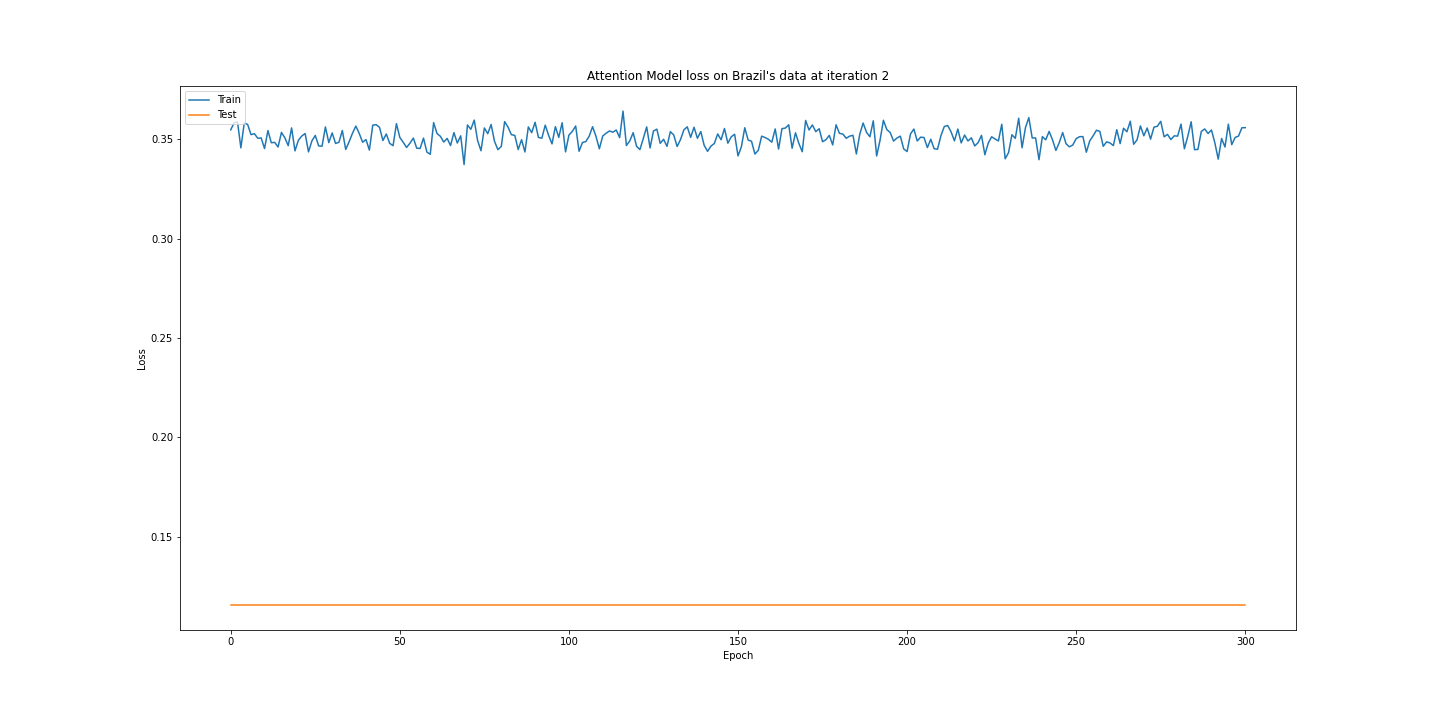 Attention Model loss on Brazil's data at iteration 2
Train
Test
0.35
0.30
0.25
0.20
0.15
Loss
0 50 100 150 200 250 300
Epoch